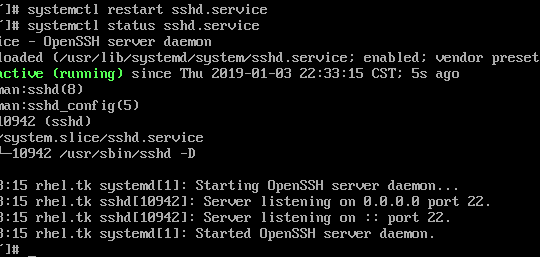 ~]# systemctl restart sshd.service
~]# systemctl status sshd.service
ice - OpenSSH server daemon
loaded (/usr/lib/systemd/system/sshd.service; enabled; vendor preset
active (running) since Thu 2019-01-03 22:33:15 CST; 5s ago
man:sshd(8)
man:sshd_config(5)
10942 (sshd)
/system.slice/sshd.service
└─10942 /usr/sbin/sshd -D
3:15 rhel.tk systemd[1]: Starting OpenSSH server daemon...
3:15 rhel.tk sshd[10942]: Server listening on 0.0.0.0 port 22.
3:15 rhel.tk sshd[10942]: Server listening on :: port 22.
3:15 rhel.tk systemd[1]: Started OpenSSH server daemon.
~]#